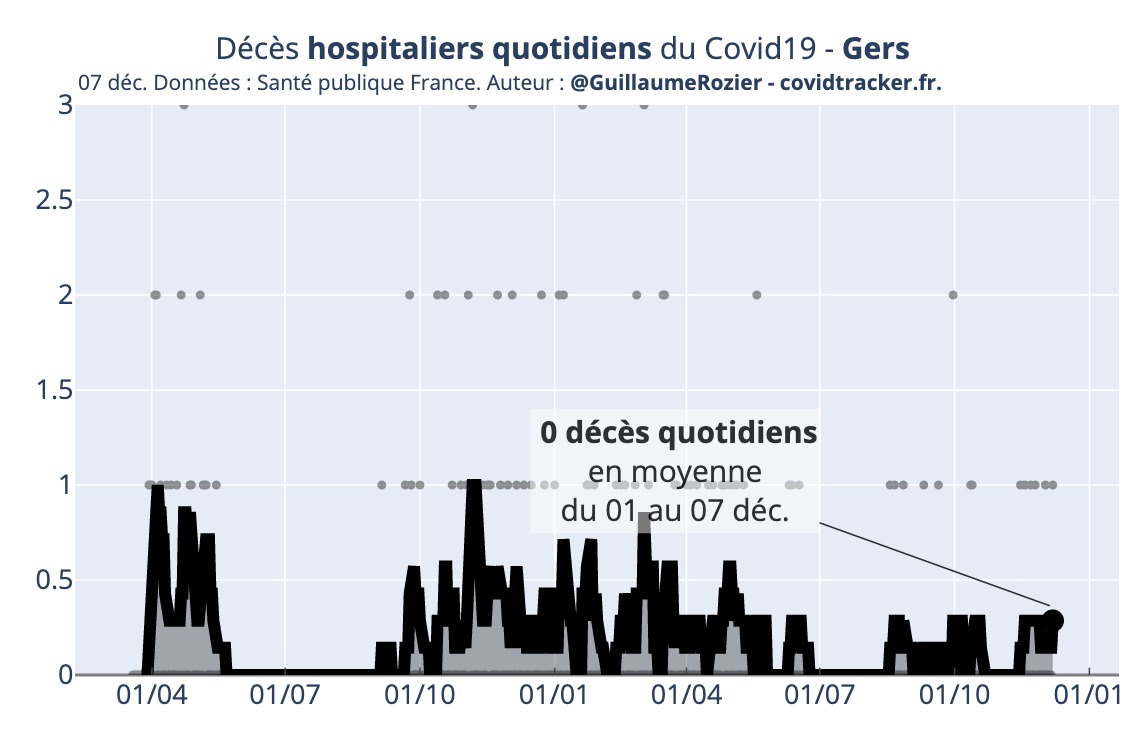 Décès hospitaliers quotidiens du Covid19 - Gers
07 déc. Données : Santé publique France. Auteur : @GuillaumeRozier - covidtracker.fr.
3
2.5
2
1.5
1
0.5
0
0 décès quotidiens
en moyenne
du 01 au 07 déc.
01/04 01/07 01/10 01/01 01/04 01/07 01/10 01/01